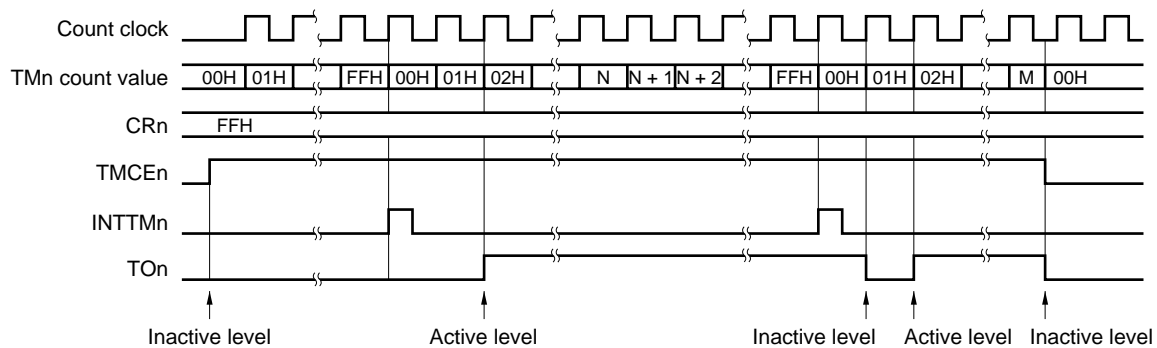 Count clock
TMn count value 00H 01H FFH 00H 01H 02H N N + 1 N + 2 FFH 00H 01H 02H M 00H
CRn FFH
TMCEn
INTTMn
TOn
Inactive level Active level Inactive level Active level Inactive level